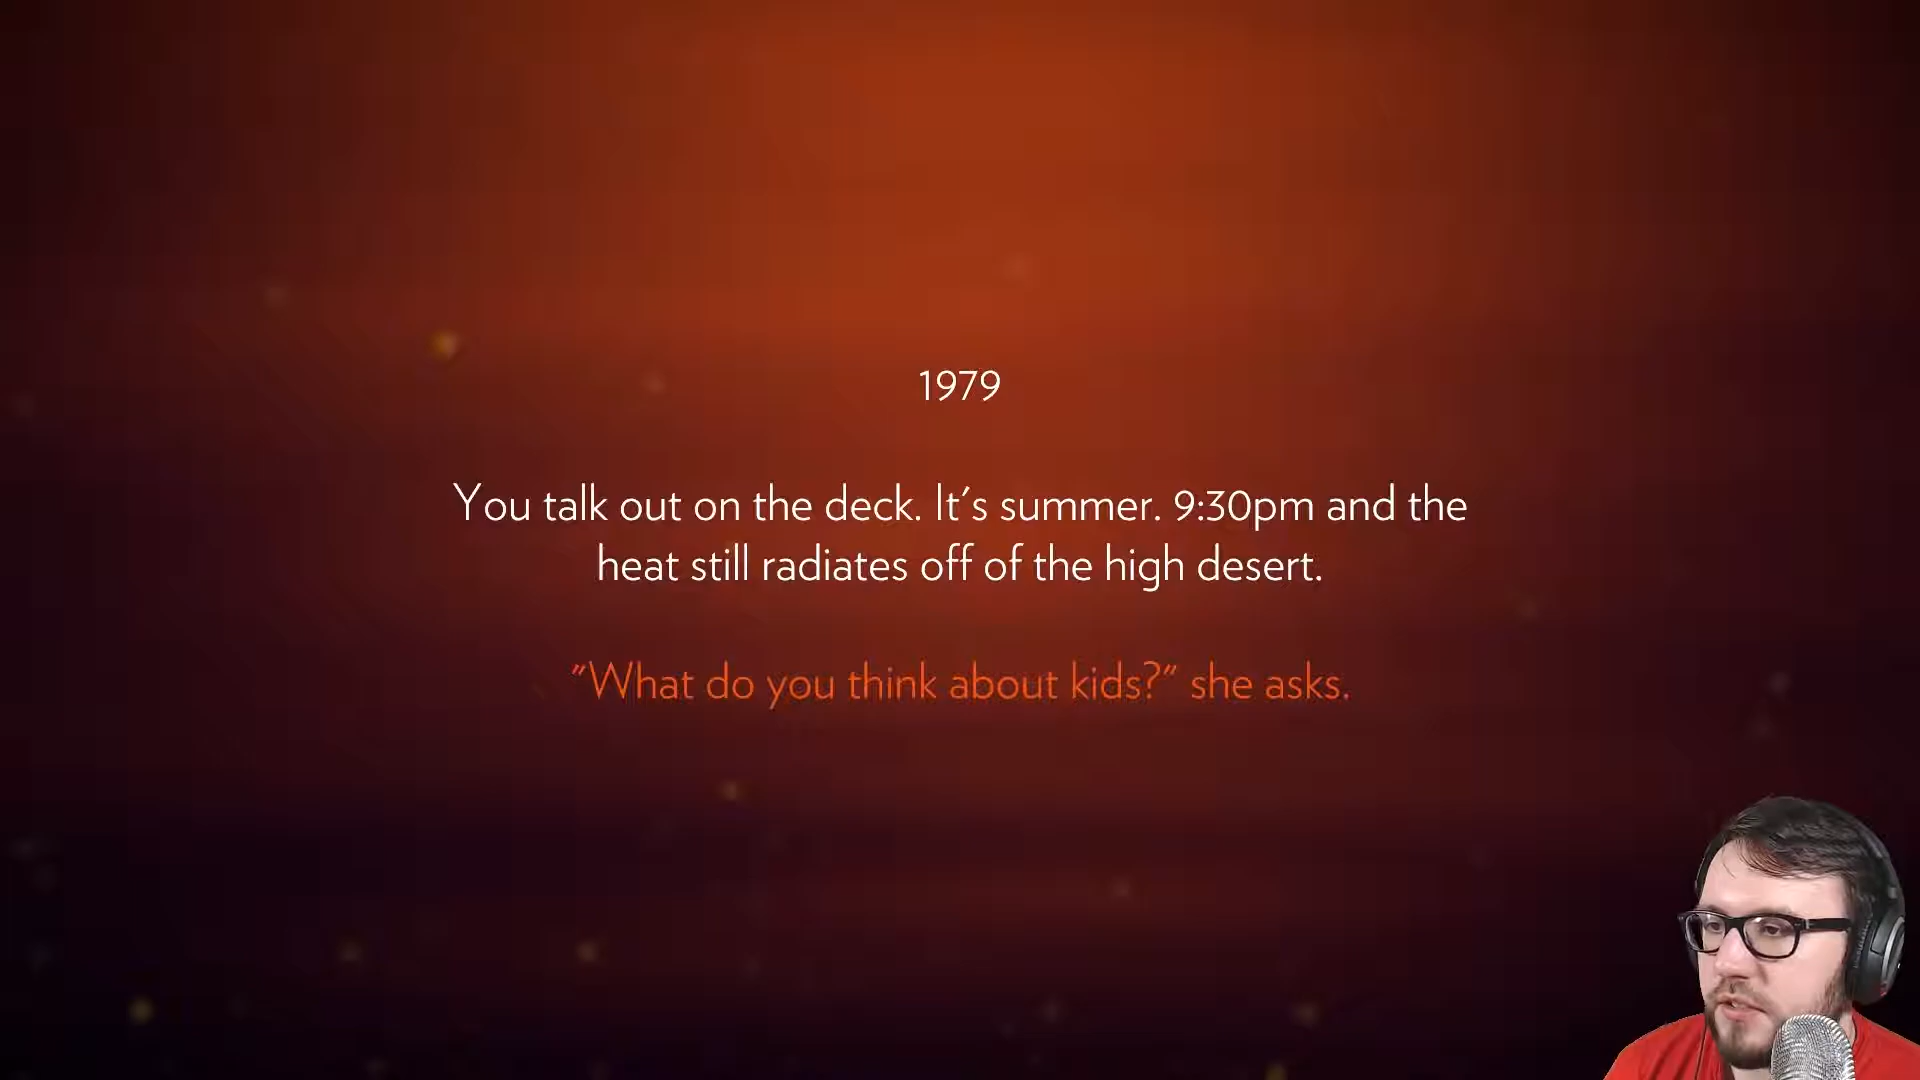 1979
You talk out on the deck. It's summer. 9:30pm and the
heat still radiates off of the high desert.
"What do you think about kids?" she asks.